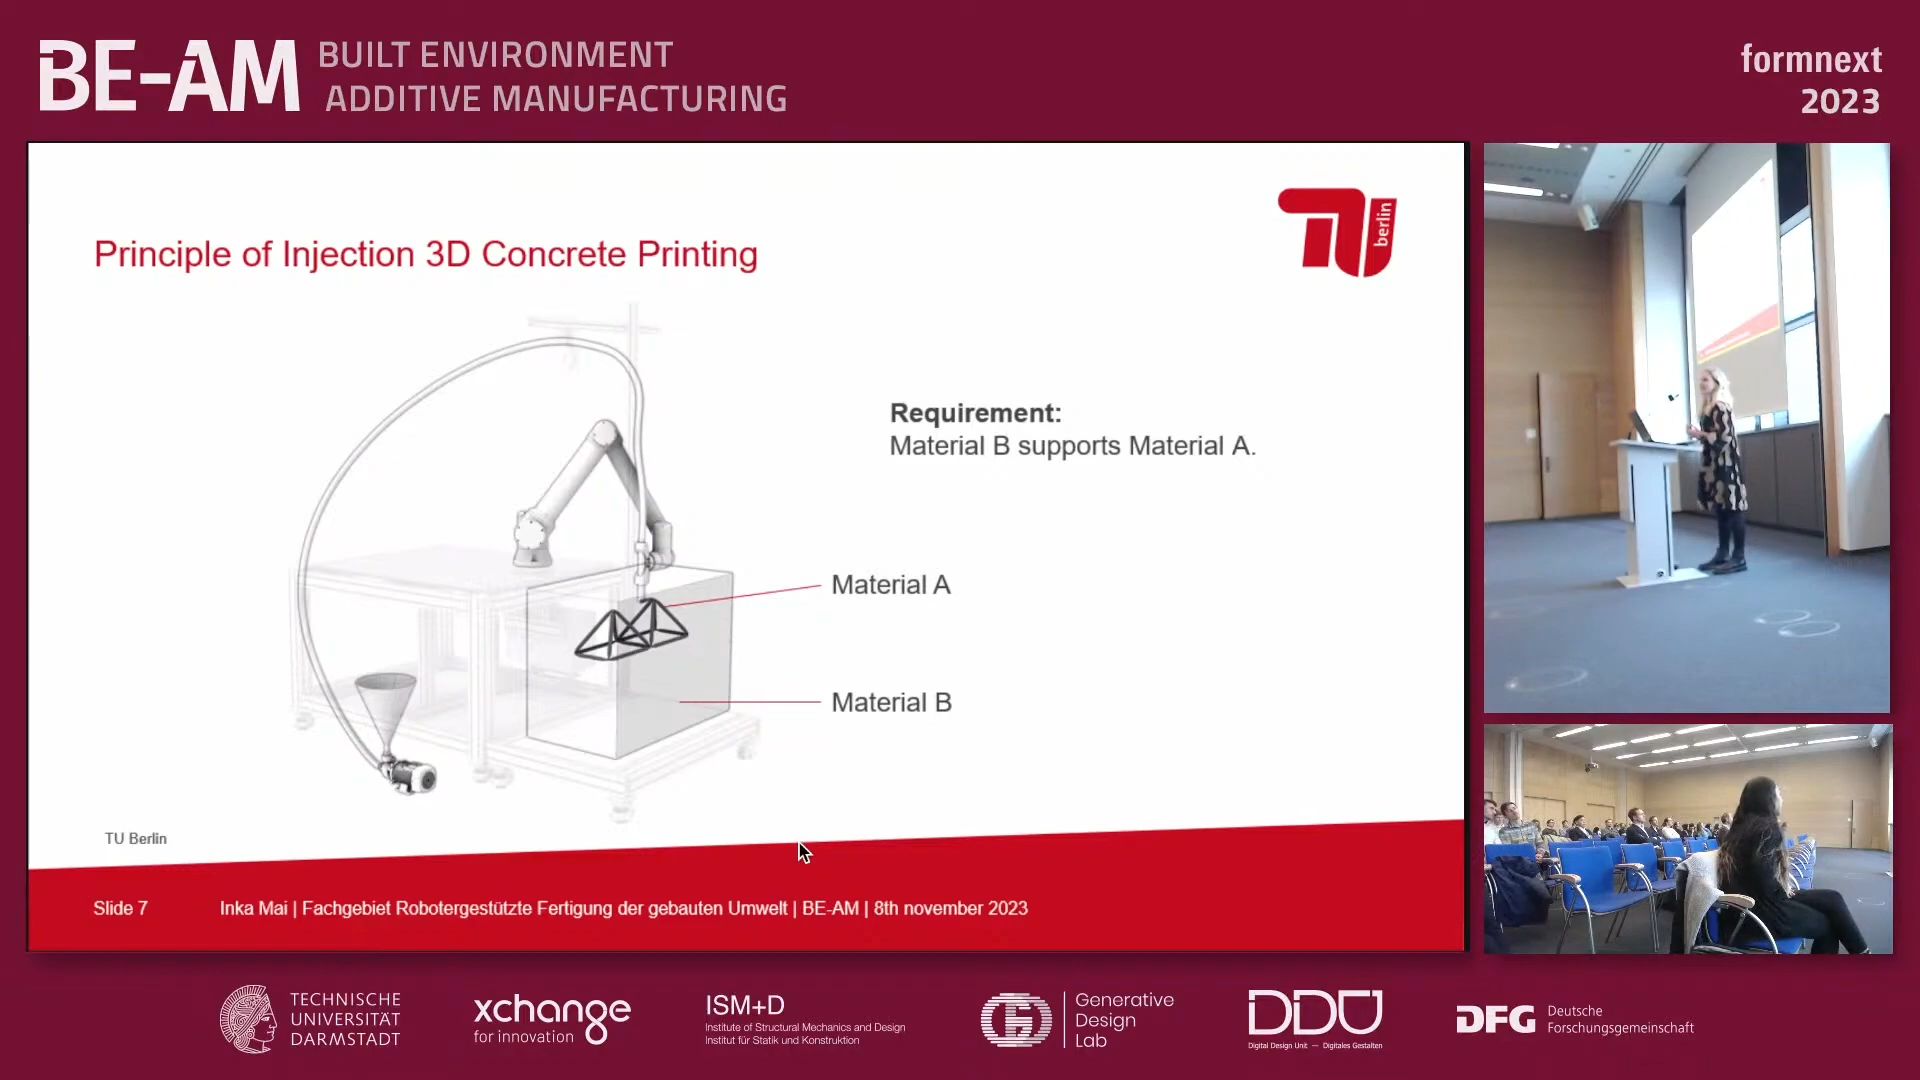 BE-AM
BUILT ENVIRONMENT
ADDITIVE MANUFACTURING
formnext
2023
TU berlin
Principle of Injection 3D Concrete Printing
Requirement:
Material B supports Material A.
Material A
Material B
TU Berlin
Slide 7
Inka Mai | Fachgebiet Robotergestützte Fertigung der gebauten Umwelt | BE-AM | 8th november 2023
TECHNISCHE
UNIVERSITÄT
DARMSTADT
xchange
for innovation
ISM+D
Institute of Structural Mechanics and Design
Institut für Statik und Konstruktion
Generative
Design
Lab
DDU
Digital Design Unit — Digitales Gestalten
DFG
Deutsche
Forschungsgemeinschaft